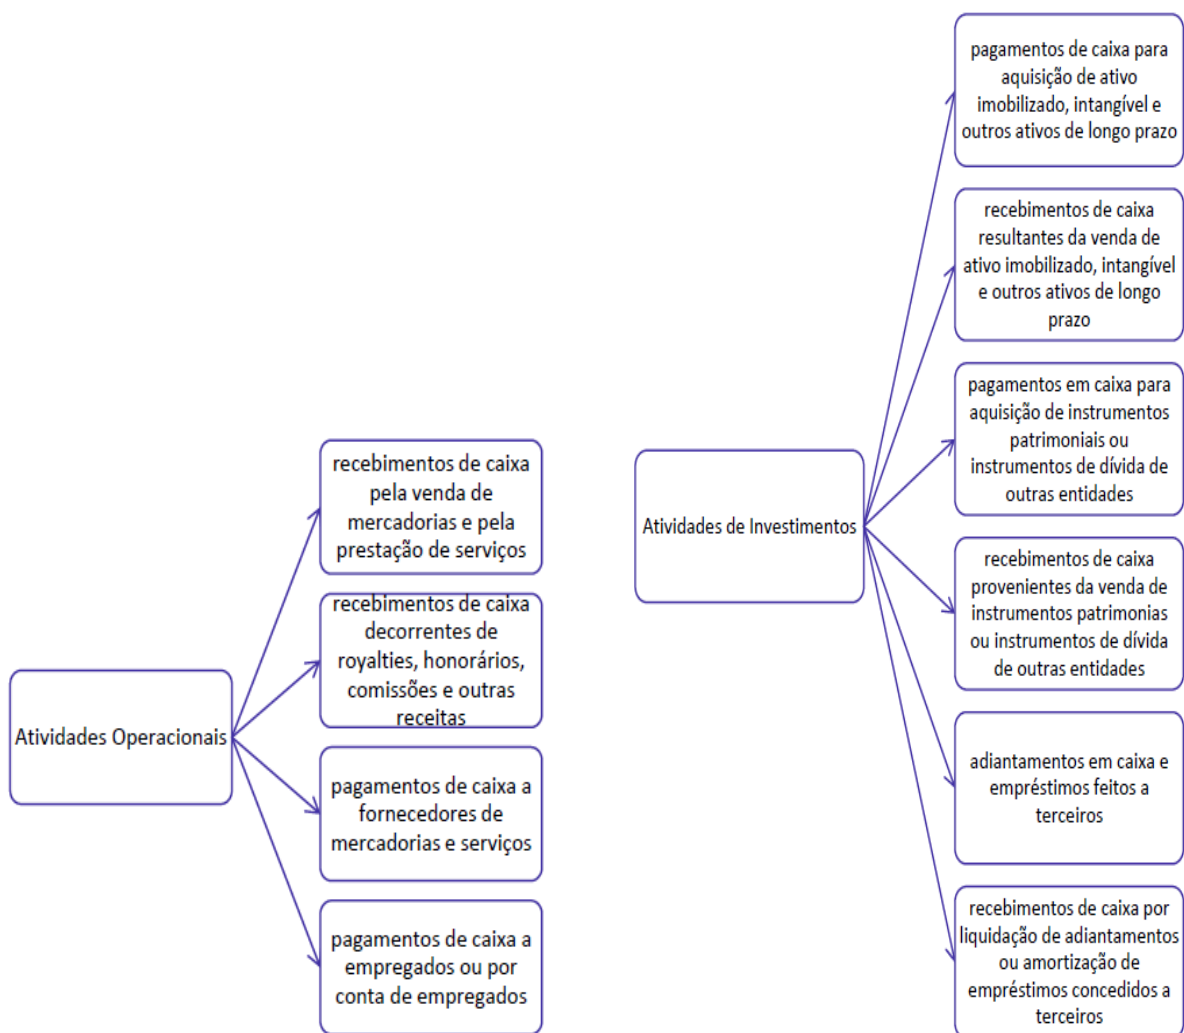 Atividades Operacionais
recebimentos de caixa
pela venda de
mercadorias e pela
prestação de serviços
recebimentos de caixa
decorrentes de
royalties, honorários,
comissões e outras
receitas
pagamentos de caixa a
fornecedores de
mercadorias e serviços
pagamentos de caixa a
empregados ou por
conta de empregados
Atividades de Investimentos
pagamentos de caixa para
aquisição de ativo
imobilizado, intangível e
outros ativos de longo prazo
recebimentos de caixa
resultantes da venda de
ativo imobilizado, intangível
e outros ativos de longo
prazo
pagamentos em caixa para
aquisição de instrumentos
patrimoniais ou
instrumentos de dívida de
outras entidades
recebimentos de caixa
provenientes da venda de
instrumentos patrimonias
ou instrumentos de dívida
de outras entidades
adiantamentos em caixa e
empréstimos feitos a
terceiros
recebimentos de caixa por
liquidação de adiantamentos
ou amortização de
empréstimos concedidos a
terceiros